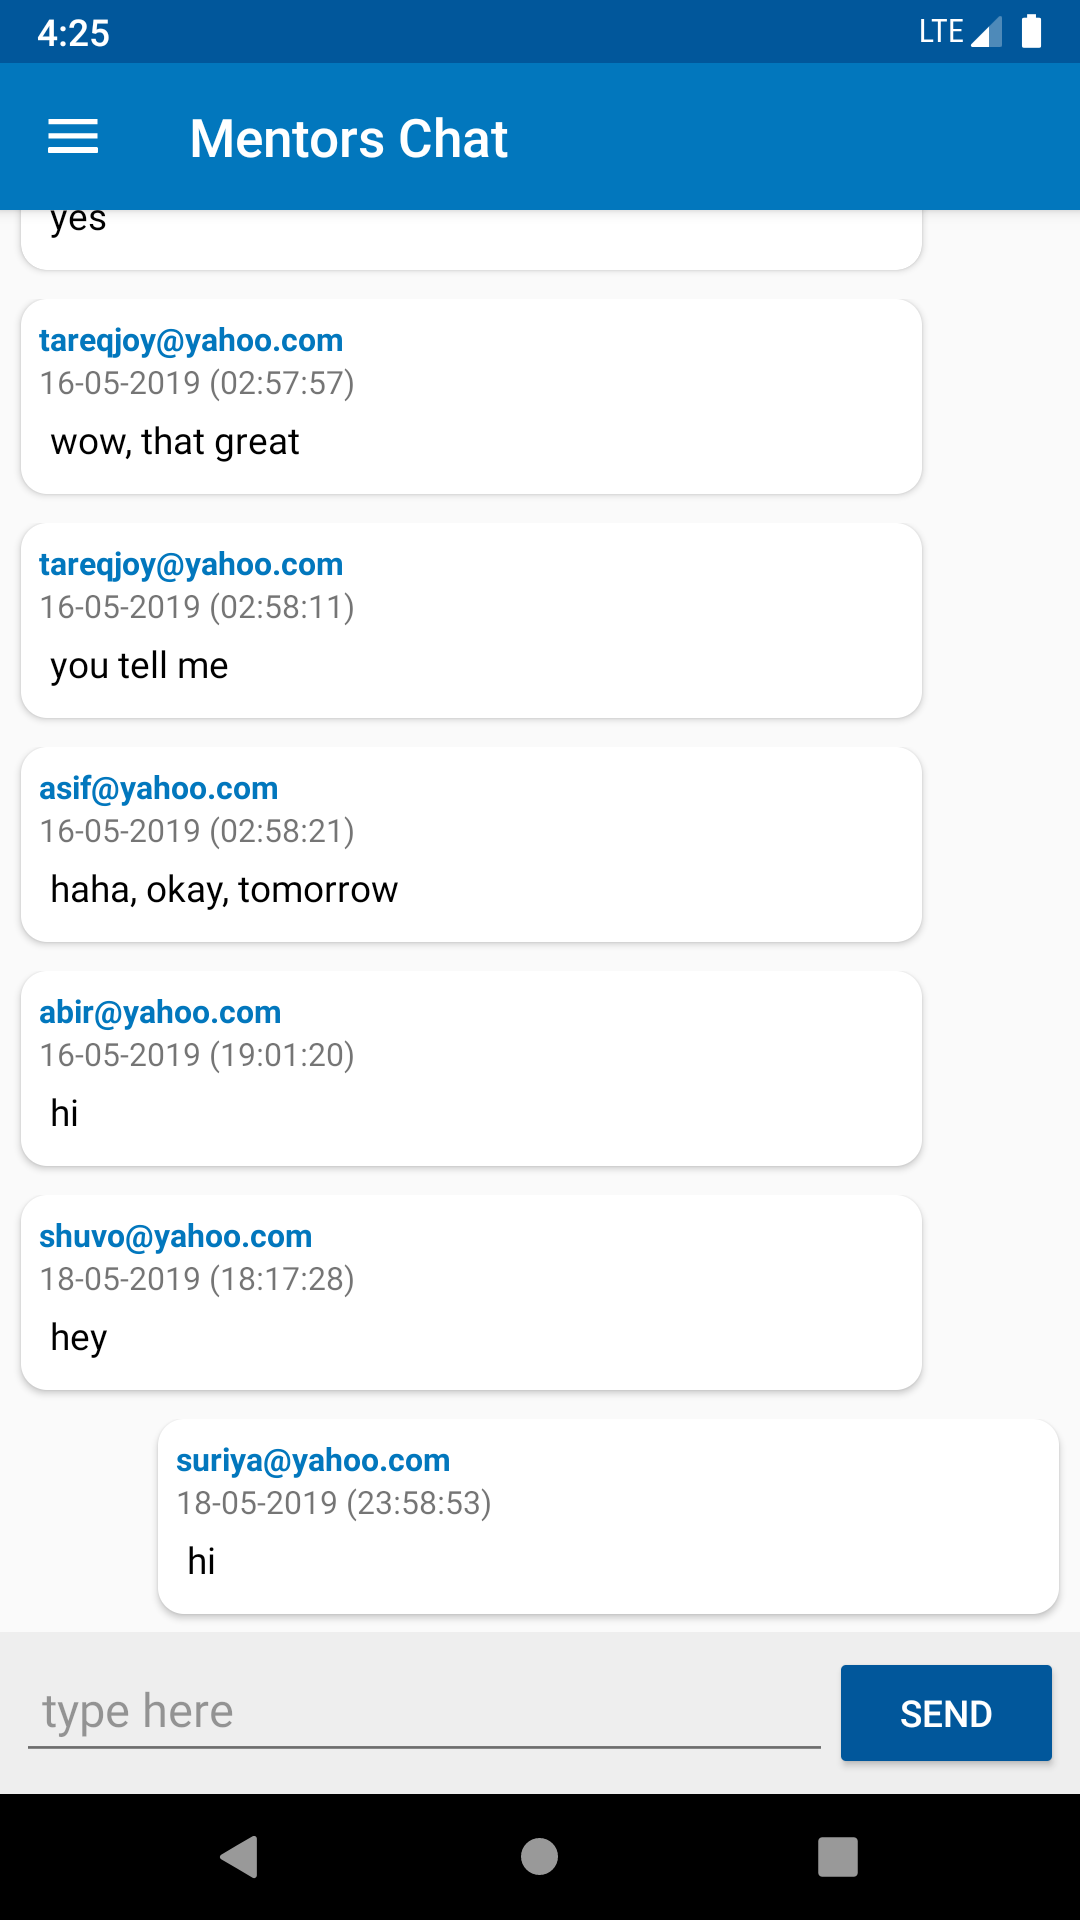 4:25
LTE
Mentors Chat
yes
tareqjoy@yahoo.com
16-05-2019 (02:57:57)
wow, that great
tareqjoy@yahoo.com
16-05-2019 (02:58:11)
you tell me
asif@yahoo.com
16-05-2019 (02:58:21)
haha, okay, tomorrow
abir@yahoo.com
16-05-2019 (19:01:20)
hi
shuvo@yahoo.com
18-05-2019 (18:17:28)
hey
suriya@yahoo.com
18-05-2019 (23:58:53)
hi
type here
SEND